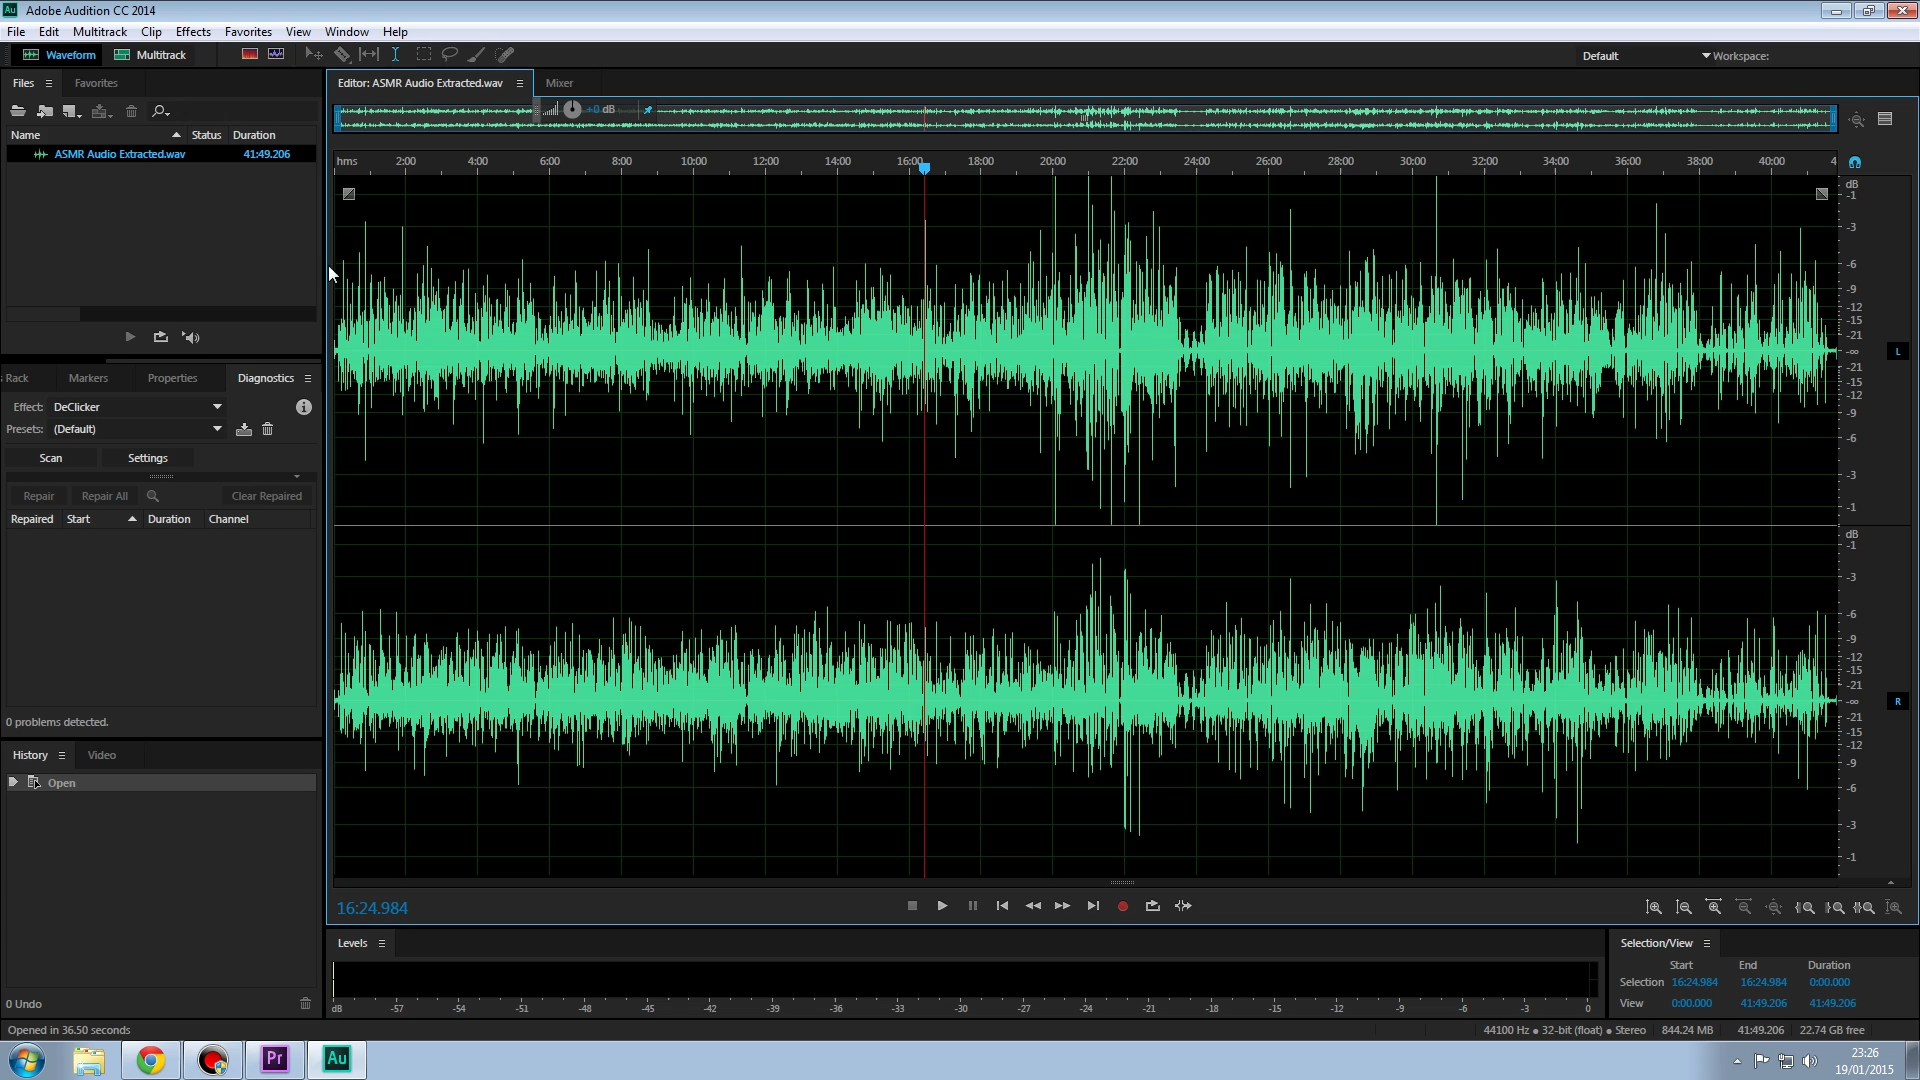 Au Adobe Audition CC 2014
File Edit Multitrack Clip Effects Favorites View Window Help
Waveform Multitrack Default Workspace:
Files Favorites Editor: ASMR Audio Extracted.wav Mixer
+0 dB
Name Status Duration
ASMR Audio Extracted.wav 41:49.206
hms 2:00 4:00 6:00 8:00 10:00 12:00 14:00 16:00 18:00 20:00 22:00 24:00 26:00 28:00 30:00 32:00 34:00 36:00 38:00 40:00 4
dB
-1
-3
-6
-9
-12
-15
-21
-∞
L
-21
-15
-12
-9
-6
-3
-1
Rack Markers Properties Diagnostics
Effect: DeClicker
Presets: (Default)
Scan Settings
Repair Repair All Clear Repaired
Repaired Start Duration Channel
dB
-1
-3
-6
-9
-12
-15
-21
-∞
R
-21
-15
-12
-9
-6
-3
-1
0 problems detected.
History Video
Open
0 Undo
16:24.984
Levels
dB -57 -54 -51 -48 -45 -42 -39 -36 -33 -30 -27 -24 -21 -18 -15 -12 -9 -6 -3 0
Selection/View
Start End Duration
Selection 16:24.984 16:24.984 0:00.000
View 0:00.000 41:49.206 41:49.206
Opened in 36.50 seconds 44100 Hz • 32-bit (float) • Stereo 844.24 MB 41:49.206 22.74 GB free
Pr Au
23:26
19/01/2015